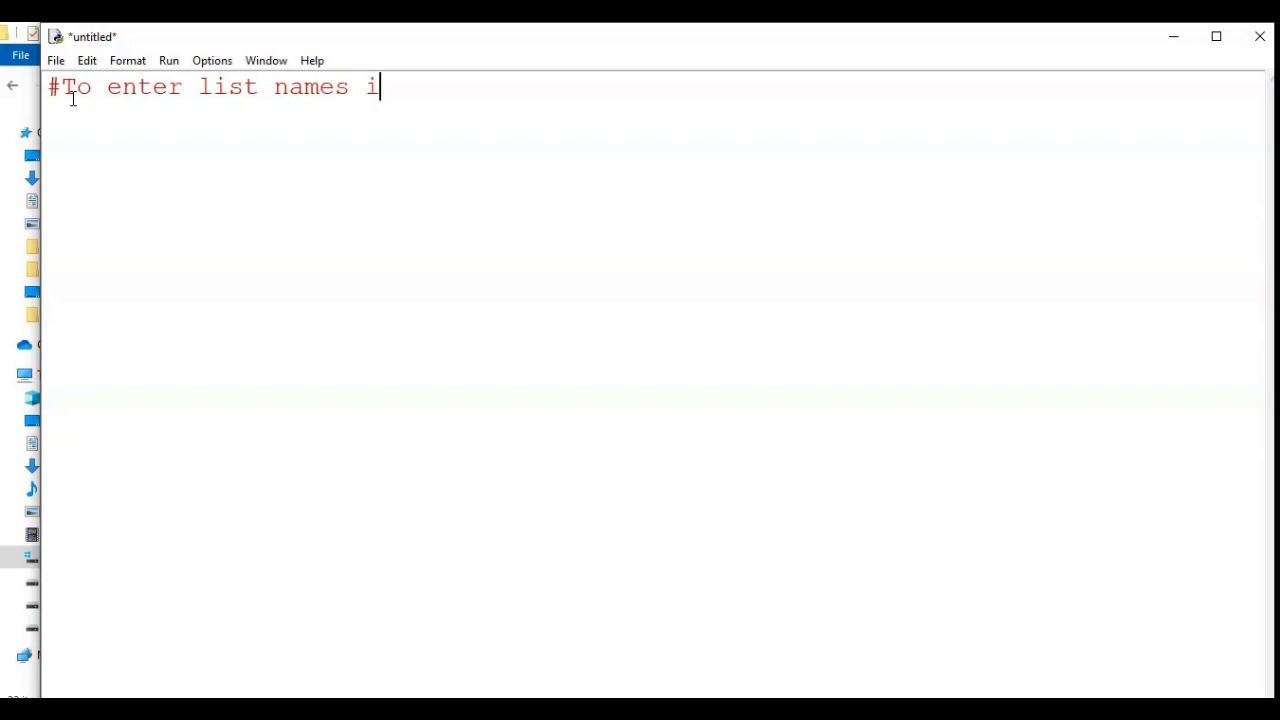 *untitled*
File
File Edit Format Run Options Window Help
#To enter list names i